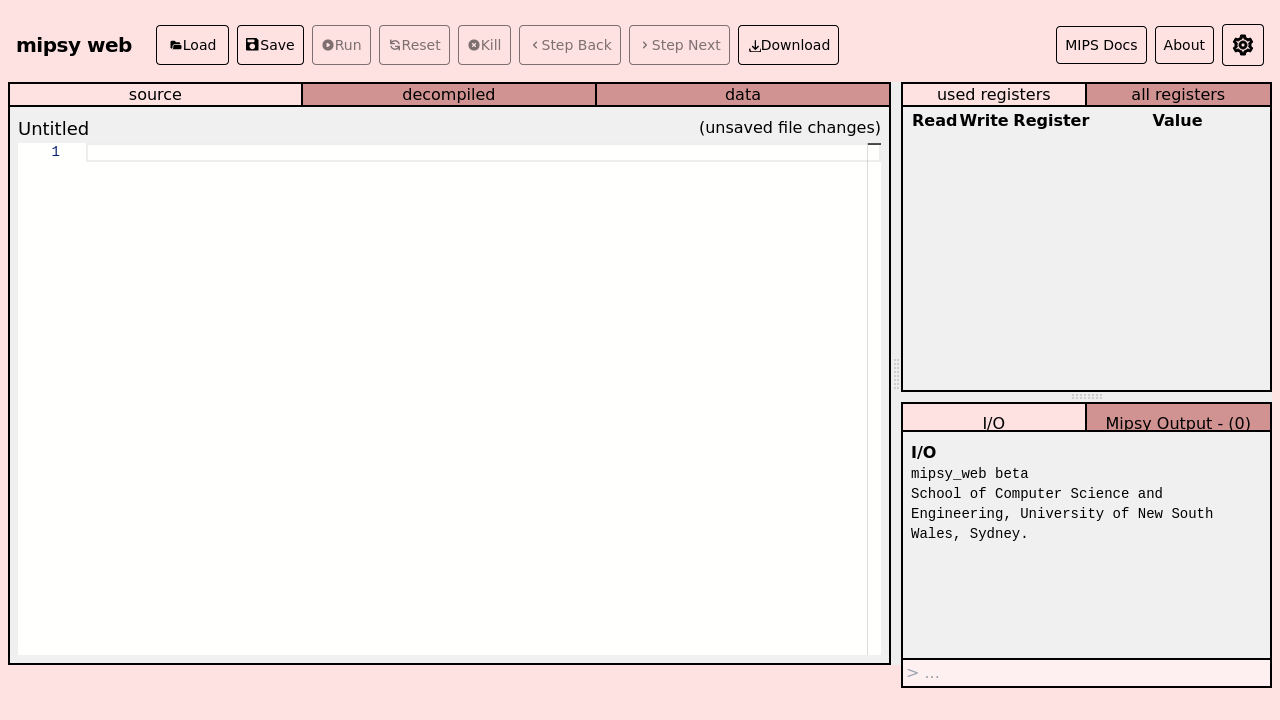 mipsy web Load Save Run Reset Kill Step Back Step Next Download MIPS Docs About
source decompiled data
Untitled (unsaved file changes)
1
used registers all registers
Read Write Register Value
I/O Mipsy Output - (0)
I/O
mipsy_web beta
School of Computer Science and
Engineering, University of New South
Wales, Sydney.
> ...